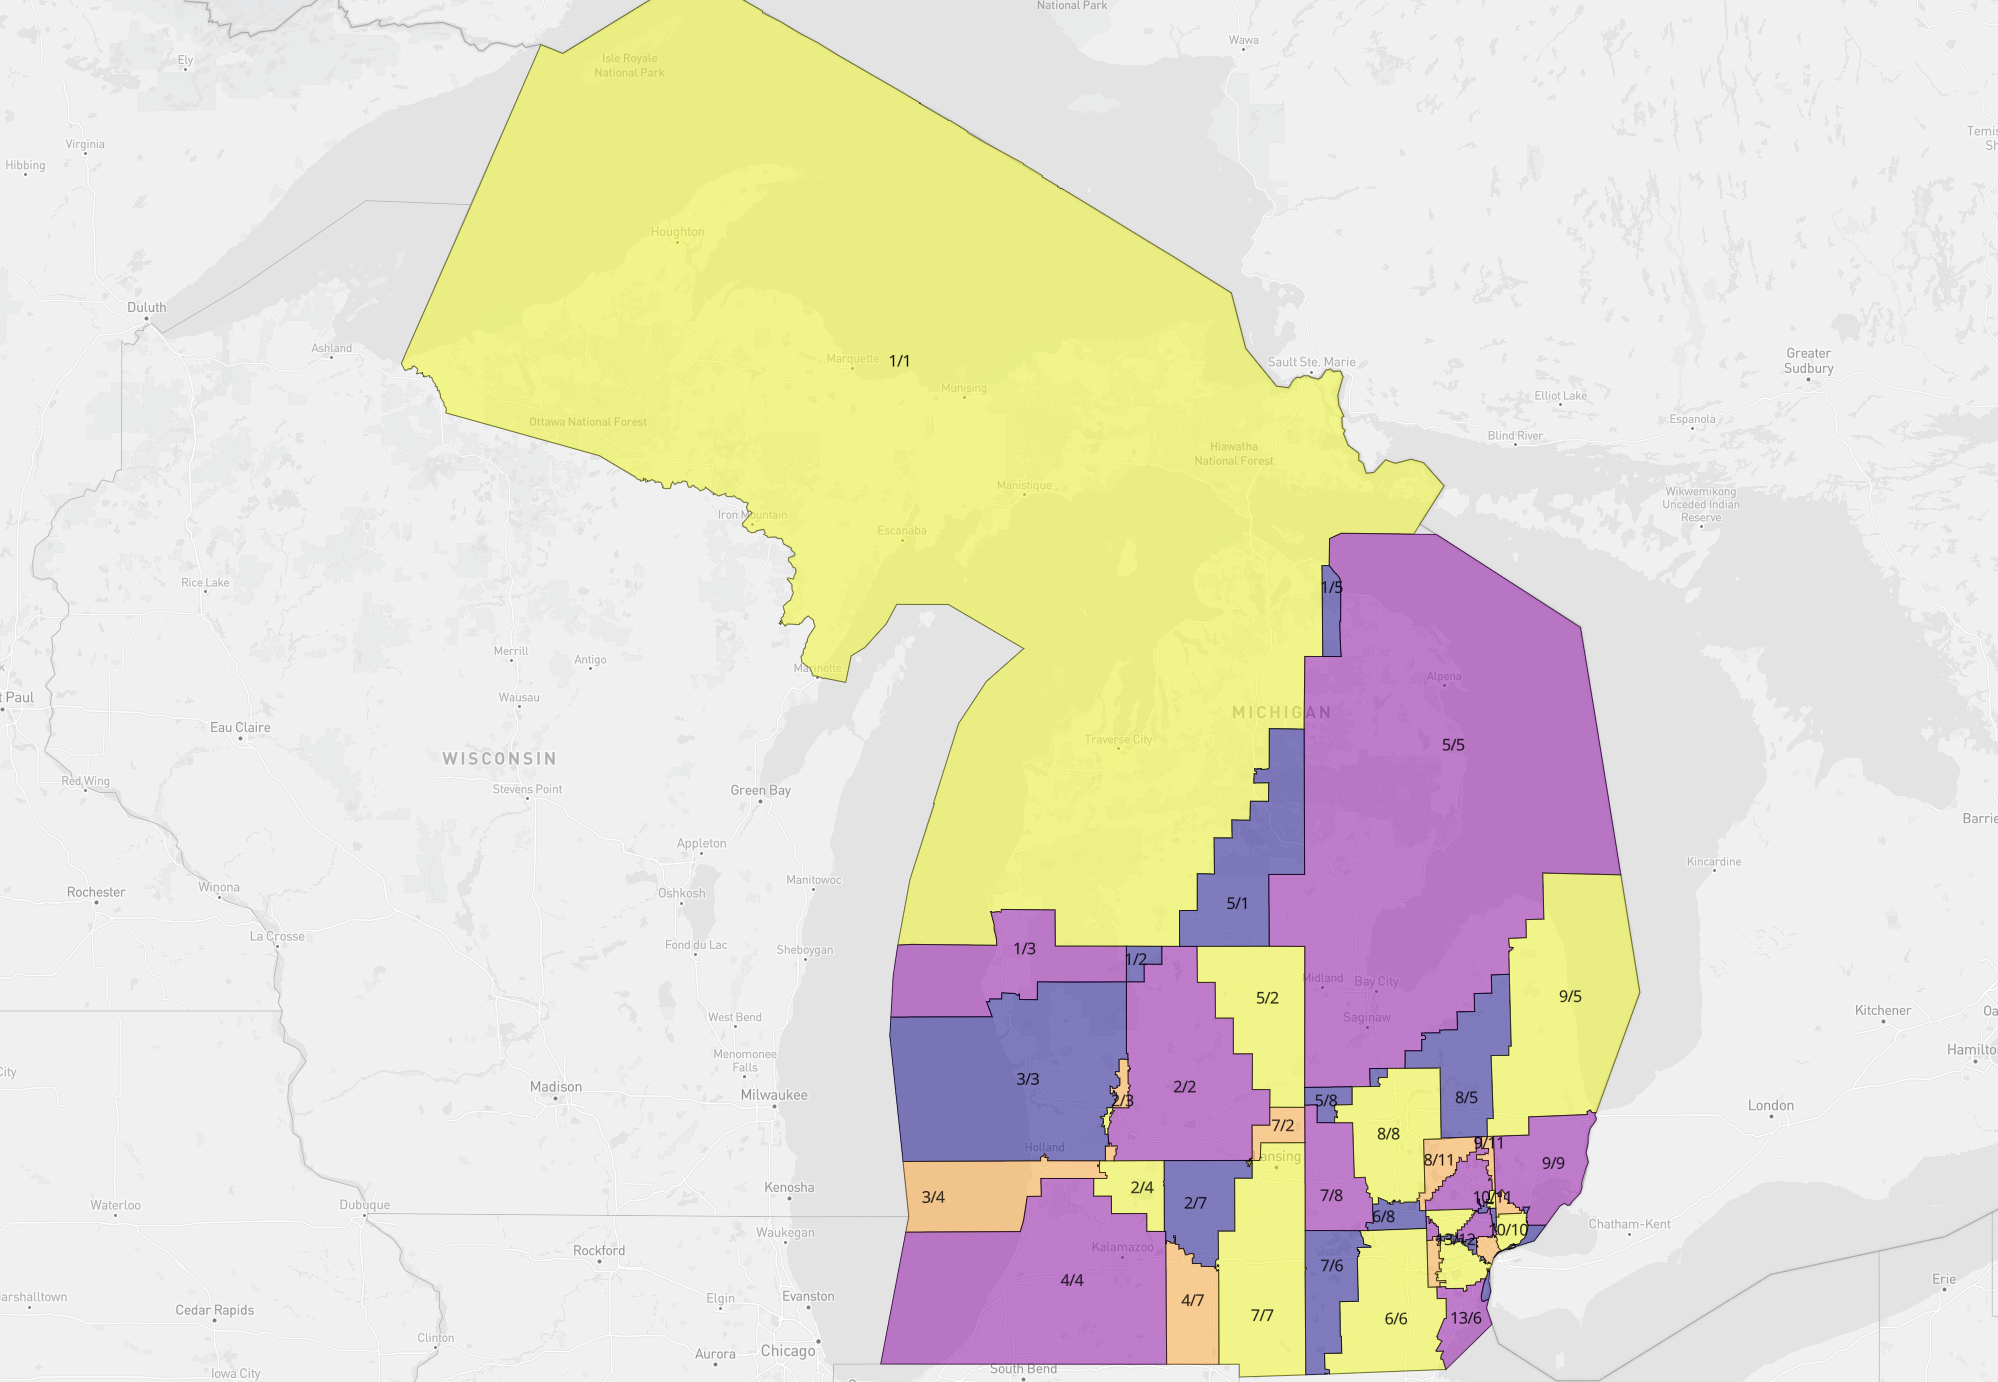 National Park
Wawa
Ely
Isle Royale
National Park
Virginia
Hibbing
Houghton
Duluth
Ashland
Marquette
1/1
Sault Ste. Marie
Greater
Sudbury
Munising
Elliot Lake
Espanola
Blind River
Ottawa National Forest
Hiawatha
National Forest
Manistique
Wikwemikong
Unceded Indian
Reserve
Iron Mountain
Escanaba
Rice Lake
1/5
Merrill
Antigo
Marinette
Alpena
t Paul
Wausau
MICHIGAN
Eau Claire
Traverse City
5/5
WISCONSIN
Red Wing
Stevens Point
Green Bay
Barrie
Appleton
Kincardine
Rochester
Winona
Oshkosh
Manitowoc
5/1
La Crosse
Fond du Lac
Sheboygan
1/3
1/2
Midland
Bay City
5/2
9/5
West Bend
Saginaw
Kitchener
Oa
Menomonee
Falls
Hamilto
City
Madison
Milwaukee
3/3
2/3
2/2
5/8
8/5
London
7/2
8/8
Holland
Lansing
9/11
8/11
9/9
Kenosha
3/4
2/4
2/7
7/8
10/11
Waterloo
Dubuque
6/8
10/10
Chatham-Kent
Waukegan
Rockford
Kalamazoo
4/4
7/6
Erie
arshalltown
Cedar Rapids
Elgin
Evanston
4/7
7/7
6/6
13/6
Clinton
Aurora
Chicago
South Bend
Iowa City